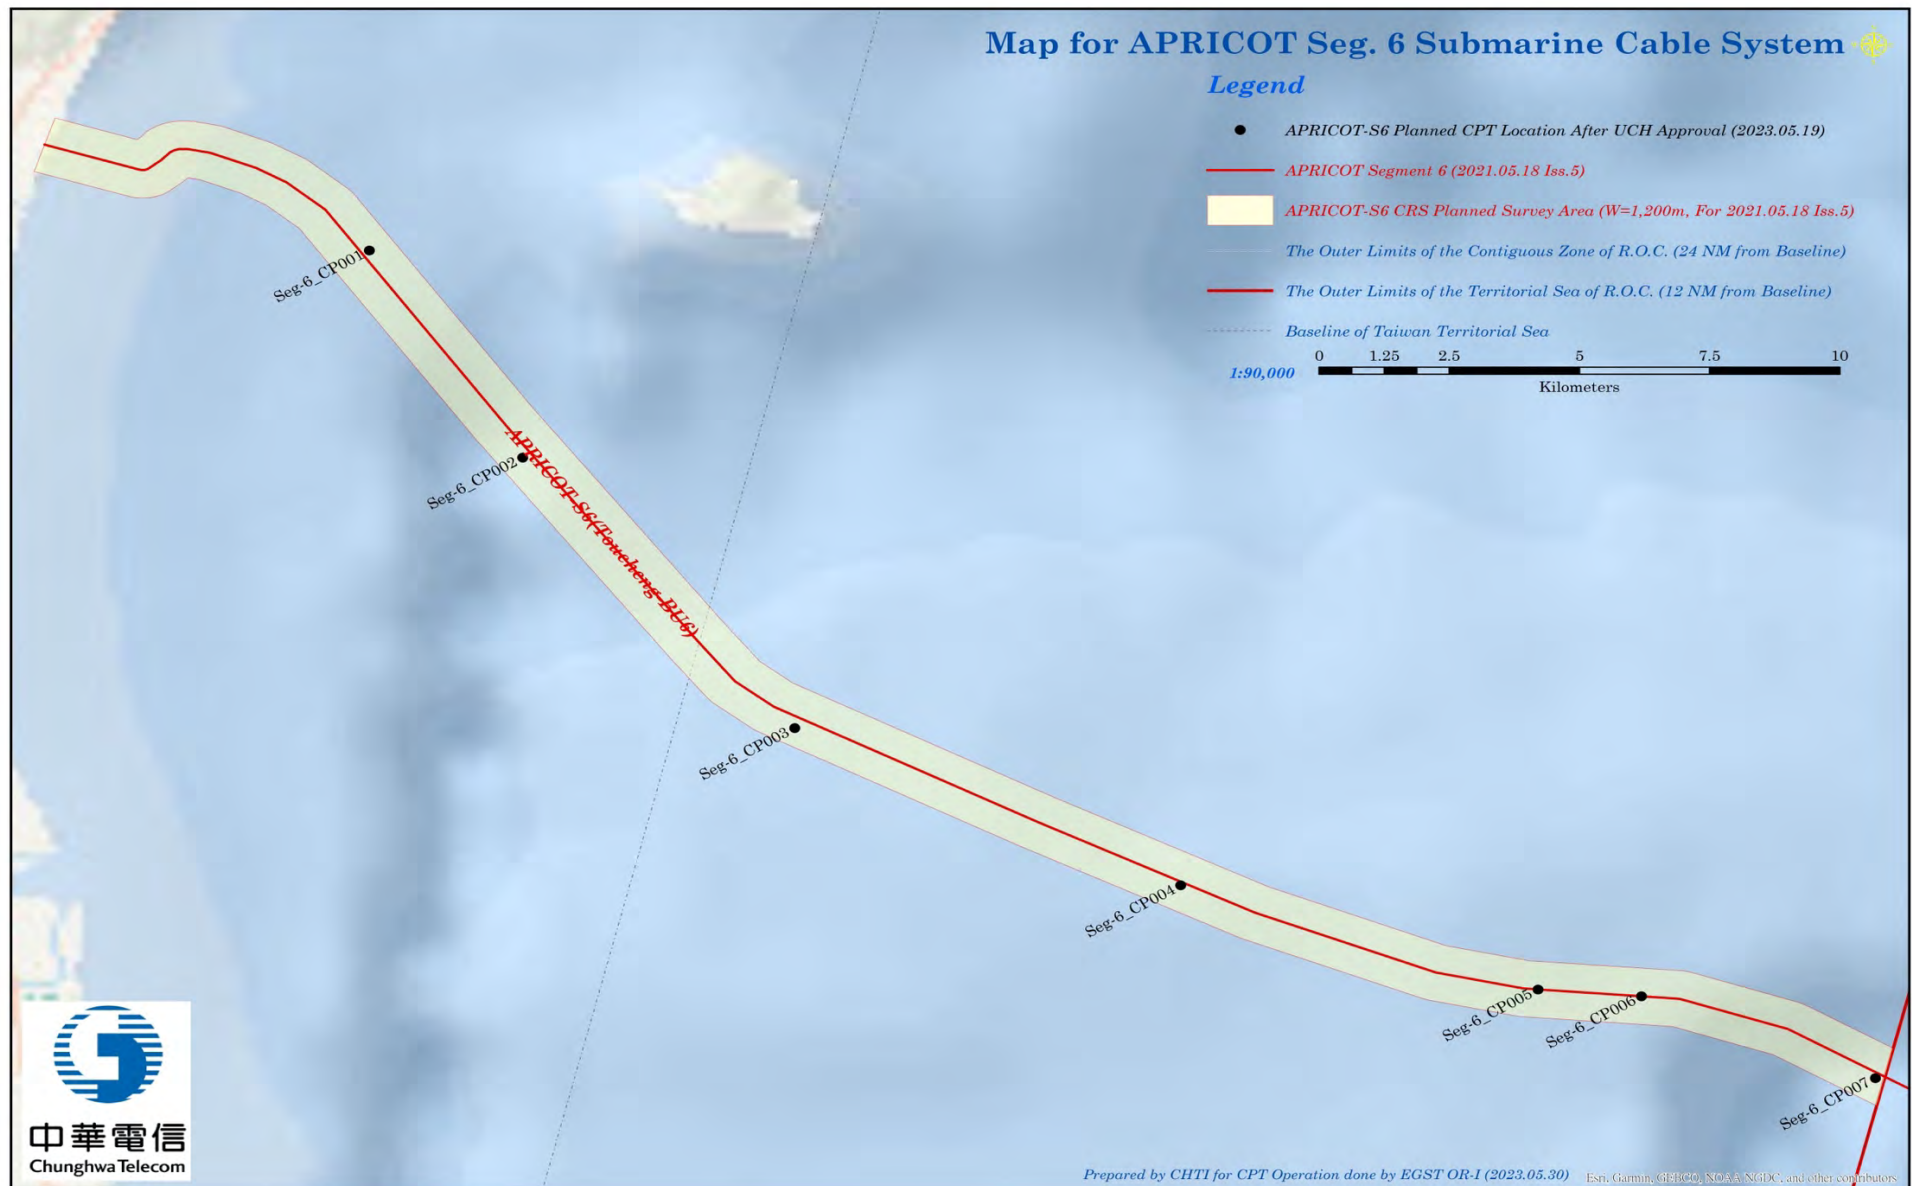 Map for APRICOT Seg. 6 Submarine Cable System
Legend
APRICOT-S6 Planned CPT Location After UCH Approval (2023.05.19)
APRICOT Segment 6 (2021.05.18 Iss.5)
APRICOT-S6 CRS Planned Survey Area (W=1,200m, For 2021.05.18 Iss.5)
The Outer Limits of the Contiguous Zone of R.O.C. (24 NM from Baseline)
The Outer Limits of the Territorial Sea of R.O.C. (12 NM from Baseline)
Baseline of Taiwan Territorial Sea
0 1.25 2.5 5 7.5 10
1:90,000
Kilometers
Seg-6_CP001
Seg-6_CP002
APRICOT-S6(Toucheng-BU6)
Seg-6_CP003
Seg-6_CP004
Seg-6_CP005
Seg-6_CP006
Seg-6_CP007
中華電信
Chunghwa Telecom
Prepared by CHTI for CPT Operation done by EGST OR-I (2023.05.30)
Esri, Garmin, GEBCO, NOAA NGDC, and other contributors